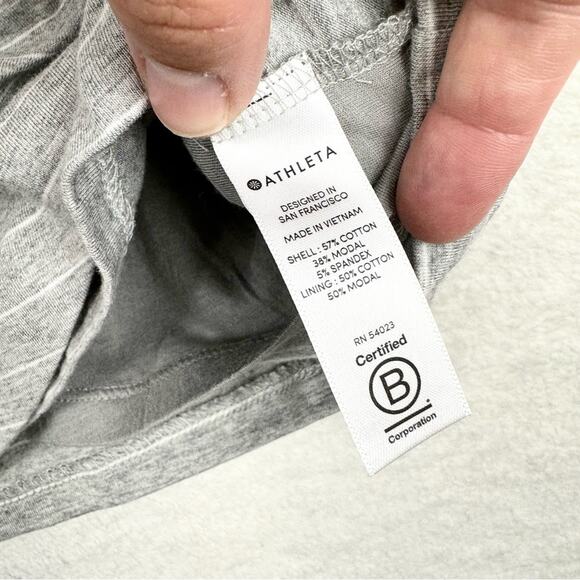 ATHLETA
DESIGNED IN
SAN FRANCISCO
MADE IN VIETNAM
SHELL : 57% COTTON
38% MODAL
5% SPANDEX
LINING : 50% COTTON
50% MODAL
RN 54023
Certified
B
Corporation